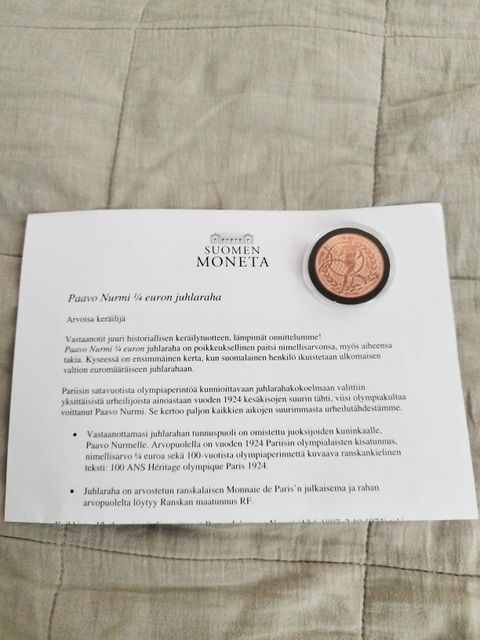 SUOMEN
MONETA
Paavo Nurmi ¼ euron juhlaraha
Arvoisa keräilijä
Vastaanotit juuri historiallisen keräilytuotteen, lämpimät onnittelumme!
Paavo Nurmi ¼ euron juhlaraha on poikkeuksellinen paitsi nimellisarvonsa, myös aiheensa
takia. Kyseessä on ensimmäinen kerta, kun suomalainen henkilö ikuistetaan ulkomaisen
valtion euromääräiseen juhlarahaan.
Pariisin satavuotista olympiaperintöä kunnioittavaan juhlarahakokoelmaan valittiin
yksittäisistä urheilijoista ainoastaan vuoden 1924 kesäkisojen suurin tähti, viisi olympiakultaa
voittanut Paavo Nurmi. Se kertoo paljon kaikkien aikojen suurimmasta urheilutähdestämme.
• Vastaanottamasi juhlarahan tunnuspuoli on omistettu juoksijoiden kuninkaalle,
Paavo Nurmelle. Arvopuolella on vuoden 1924 Pariisin olympialaisten kisatunnus,
nimellisarvo ¼ euroa sekä 100-vuotista olympiaperinnettä kuvaava ranskankielinen
teksti: 100 ANS Héritage olympique Paris 1924.
• Juhlaraha on arvostetun ranskalaisen Monnaie de Paris'n julkaisema ja rahan
arvopuolelta löytyy Ranskan maatunnus RF.